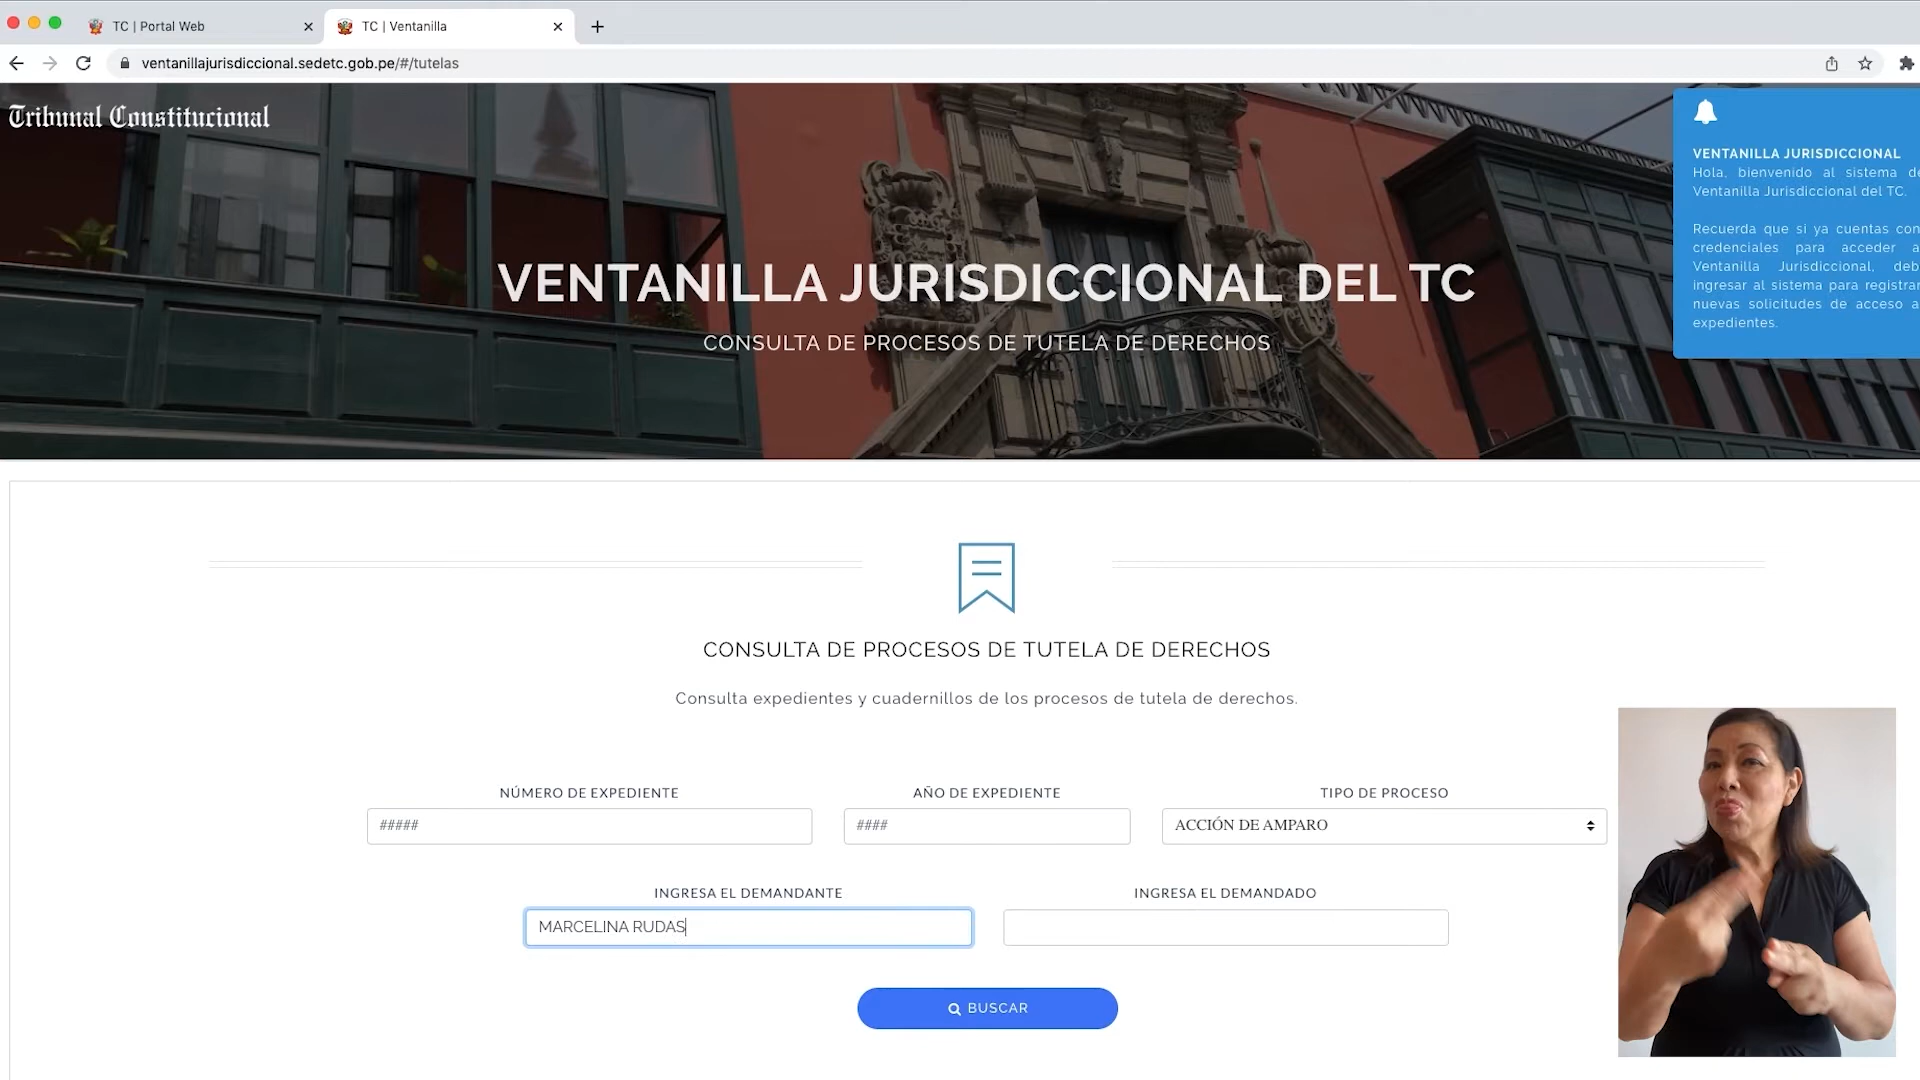 TC | Portal Web
TC | Ventanilla
ventanillajurisdiccional.sedetc.gob.pe/#/tutelas
Tribunal Constitucional
VENTANILLA JURISDICCIONAL
Hola, bienvenido al sistema de
Ventanilla Jurisdiccional del TC.
Recuerda que si ya cuentas con
credenciales para acceder a
Ventanilla Jurisdiccional, deb
ingresar al sistema para registrar
nuevas solicitudes de acceso a
expedientes.
VENTANILLA JURISDICCIONAL DEL TC
CONSULTA DE PROCESOS DE TUTELA DE DERECHOS
CONSULTA DE PROCESOS DE TUTELA DE DERECHOS
Consulta expedientes y cuadernillos de los procesos de tutela de derechos.
NÚMERO DE EXPEDIENTE
#####
AÑO DE EXPEDIENTE
####
TIPO DE PROCESO
ACCIÓN DE AMPARO
INGRESA EL DEMANDANTE
MARCELINA RUDAS
INGRESA EL DEMANDADO
BUSCAR